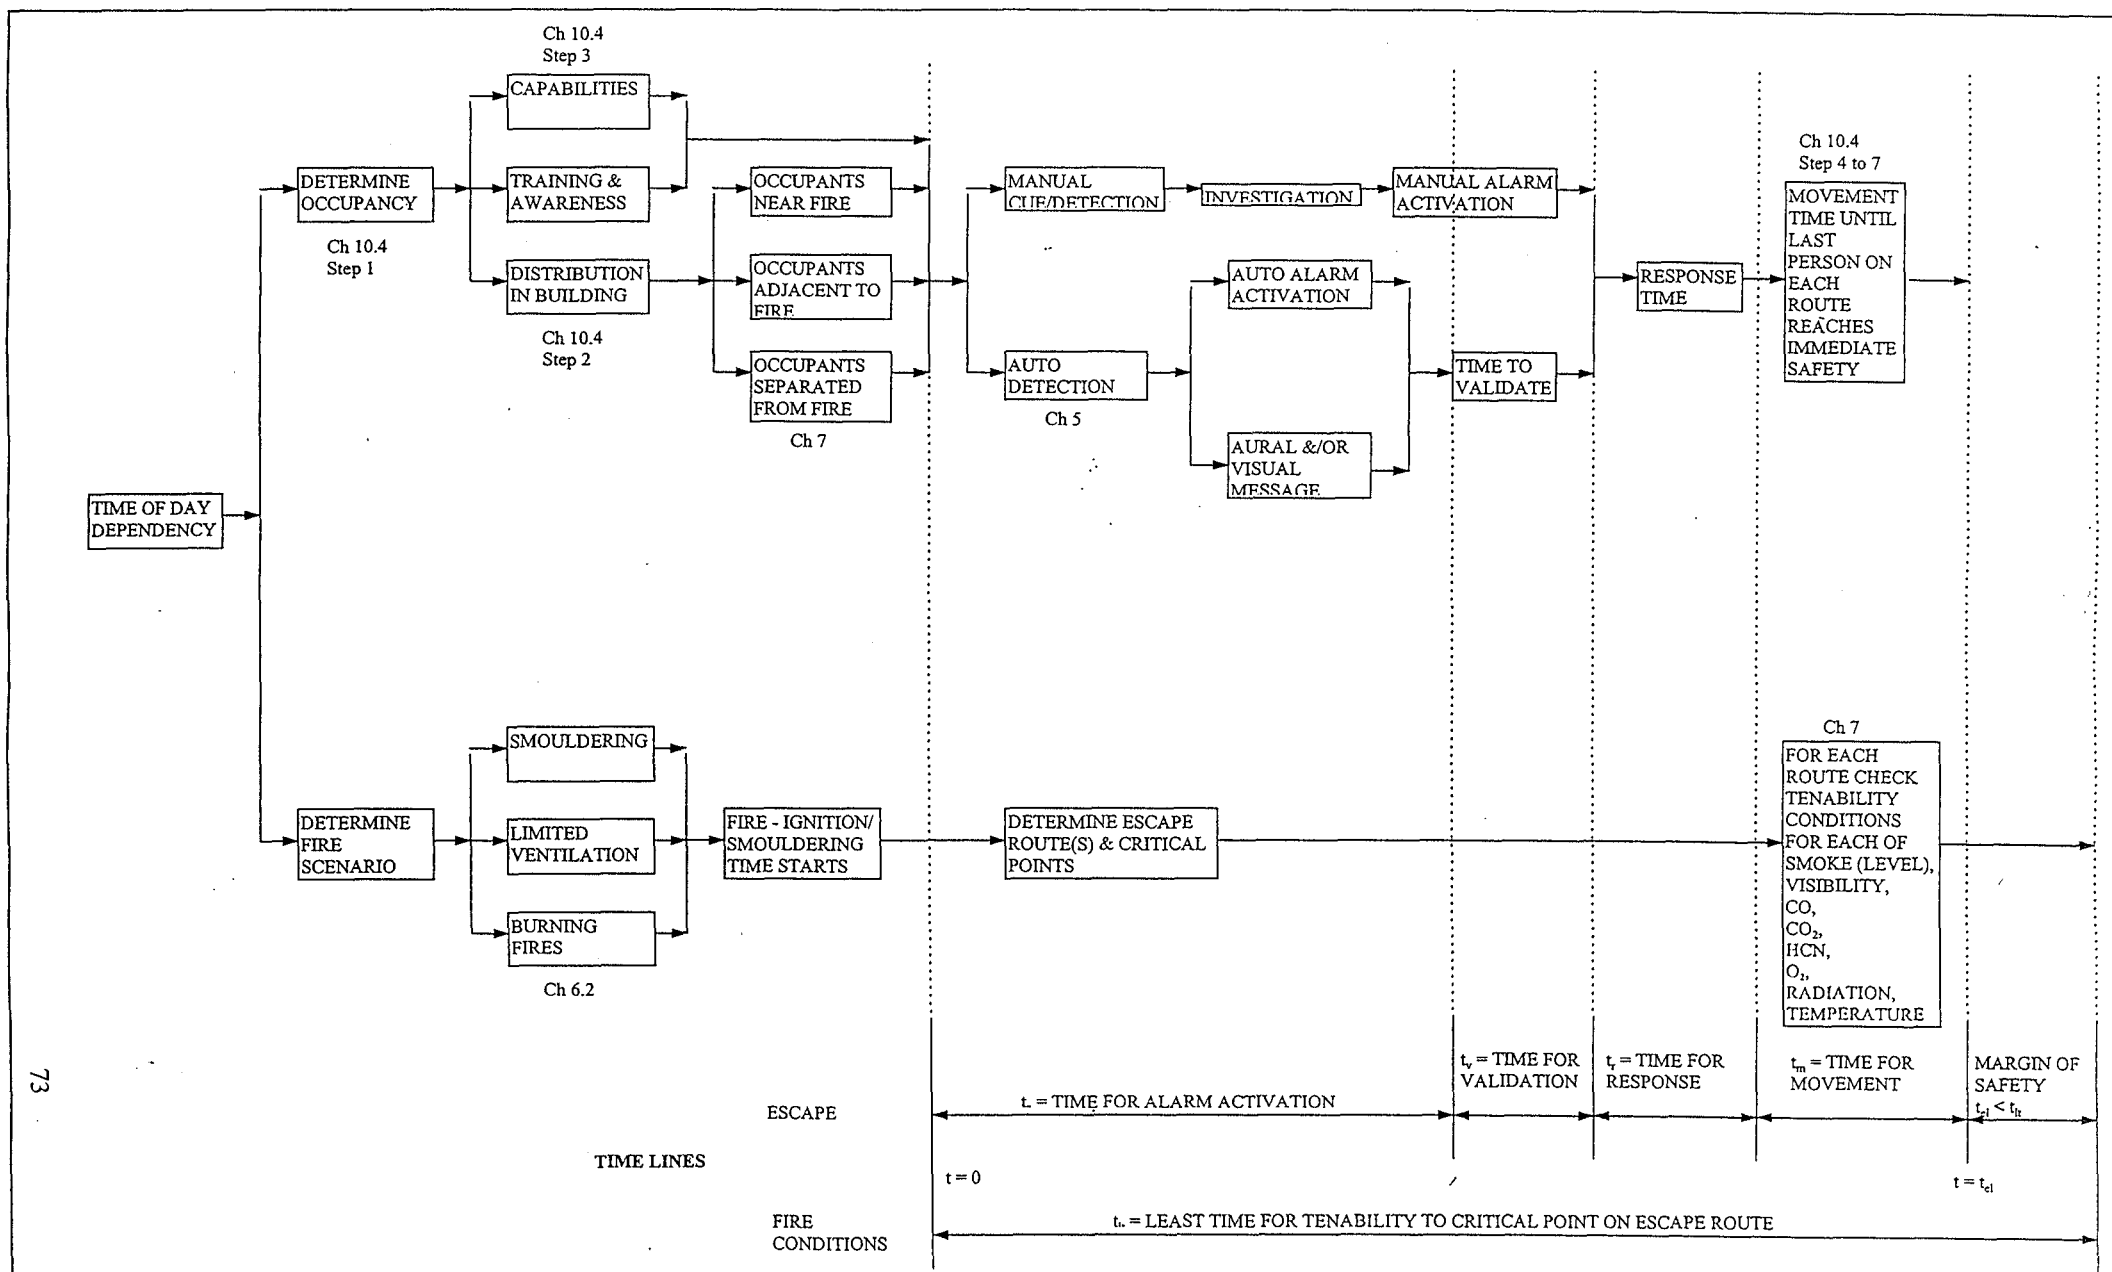 Ch 10.4
Step 3
CAPABILITIES
DETERMINE
OCCUPANCY
Ch 10.4
Step 1
TRAINING &
AWARENESS
DISTRIBUTION
IN BUILDING
Ch 10.4
Step 2
OCCUPANTS
NEAR FIRE
OCCUPANTS
ADJACENT TO
FIRE
OCCUPANTS
SEPARATED
FROM FIRE
Ch 7
MANUAL
CUE/DETECTION
INVESTIGATION
MANUAL ALARM
ACTIVATION
AUTO
DETECTION
Ch 5
AUTO ALARM
ACTIVATION
AURAL &/OR
VISUAL
MESSAGE
TIME TO
VALIDATE
RESPONSE
TIME
Ch 10.4
Step 4 to 7
MOVEMENT
TIME UNTIL
LAST
PERSON ON
EACH
ROUTE
REACHES
IMMEDIATE
SAFETY
TIME OF DAY
DEPENDENCY
DETERMINE
FIRE
SCENARIO
SMOULDERING
LIMITED
VENTILATION
BURNING
FIRES
Ch 6.2
FIRE - IGNITION/
SMOULDERING
TIME STARTS
DETERMINE ESCAPE
ROUTE(S) & CRITICAL
POINTS
Ch 7
FOR EACH
ROUTE CHECK
TENABILITY
CONDITIONS
FOR EACH OF
SMOKE (LEVEL),
VISIBILITY,
CO,
CO₂,
HCN,
O₂,
RADIATION,
TEMPERATURE
ESCAPE
= TIME FOR ALARM ACTIVATION
tᵥ = TIME FOR
VALIDATION
tᵣ = TIME FOR
RESPONSE
tₘ = TIME FOR
MOVEMENT
MARGIN OF
SAFETY
t_el < t_lt
TIME LINES
t = 0
t = t_el
FIRE
CONDITIONS
= LEAST TIME FOR TENABILITY TO CRITICAL POINT ON ESCAPE ROUTE
73